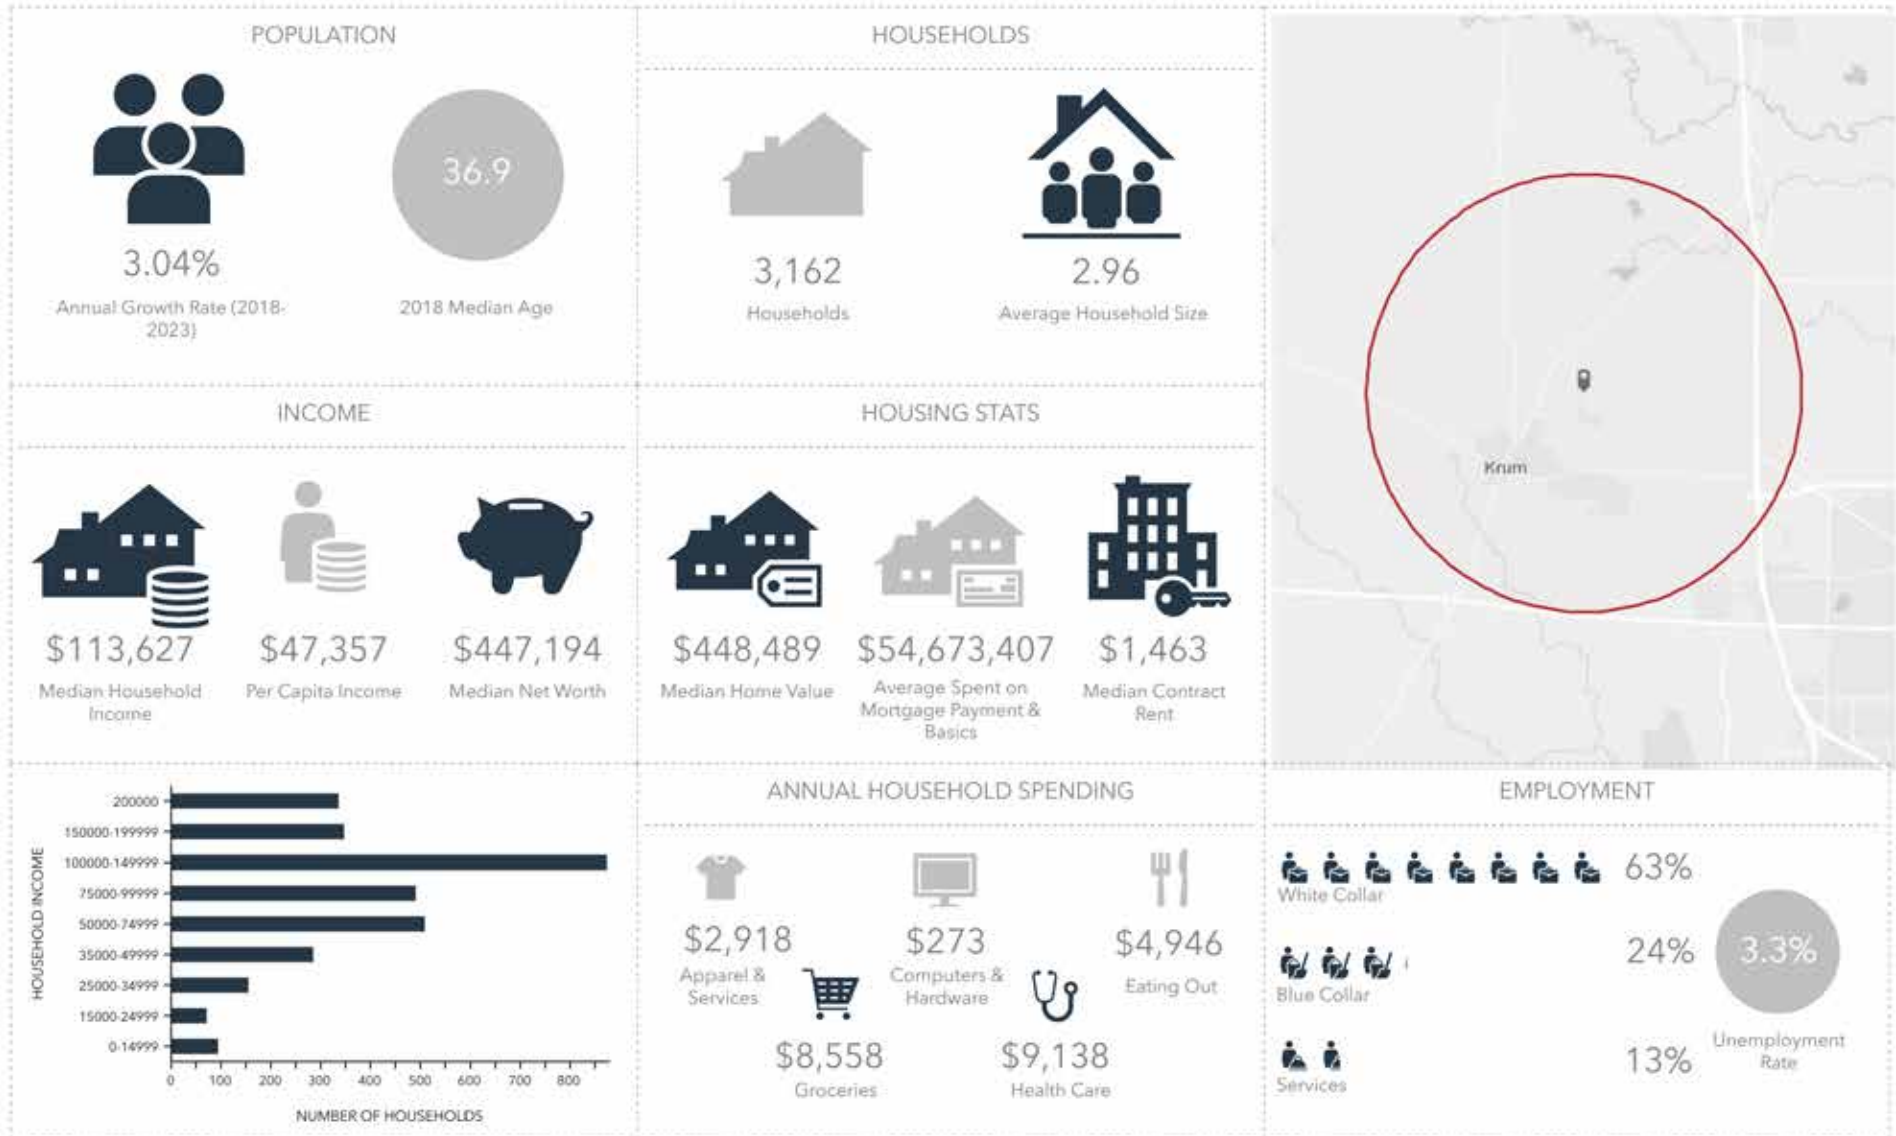 POPULATION
36.9
3.04%
Annual Growth Rate (2018-
2023)
2018 Median Age
HOUSEHOLDS
3,162
Households
2.96
Average Household Size
Krum
INCOME
$113,627
Median Household
Income
$47,357
Per Capita Income
$447,194
Median Net Worth
HOUSING STATS
$448,489
Median Home Value
$54,673,407
Average Spent on
Mortgage Payment &
Basics
$1,463
Median Contract
Rent
HOUSEHOLD INCOME
200000
150000-199999
100000-149999
75000-99999
50000-74999
35000-49999
25000-34999
15000-24999
0-14999
0 100 200 300 400 500 600 700 800
NUMBER OF HOUSEHOLDS
ANNUAL HOUSEHOLD SPENDING
$2,918
Apparel &
Services
$273
Computers &
Hardware
$4,946
Eating Out
$8,558
Groceries
$9,138
Health Care
EMPLOYMENT
63%
White Collar
24%
Blue Collar
13%
Services
3.3%
Unemployment
Rate